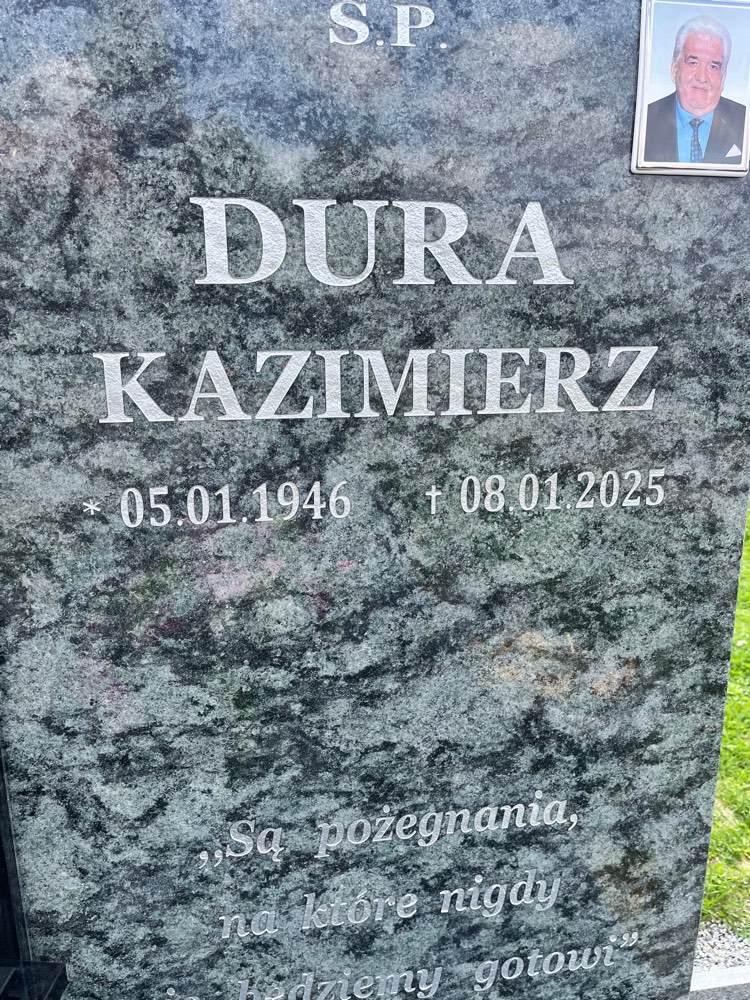 S.P.
DURA
KAZIMIERZ
* 05.01.1946 † 08.01.2025
„Są pożegnania,
na które nigdy
będziemy gotowi”